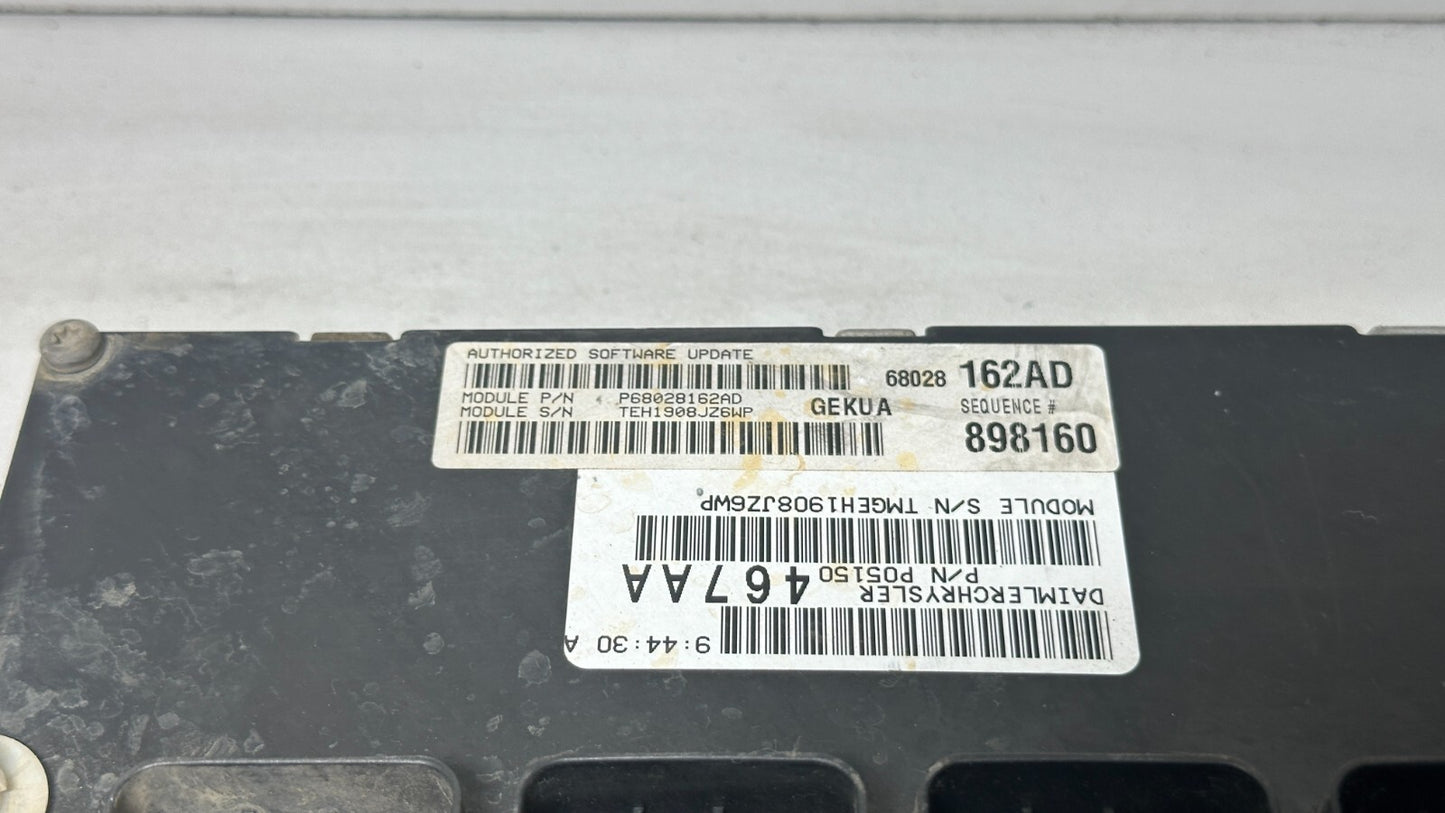 AUTHORIZED SOFTWARE UPDATE
68028 162AD
MODULE P/N P68028162AD
MODULE S/N TEH1908JZ6WP
GEKUA SEQUENCE #
898160
MODULE S/N TMGEH1908JZ6WP
P/N P05150 467AA
DAIMLERCHRYSLER
9:44:30 A